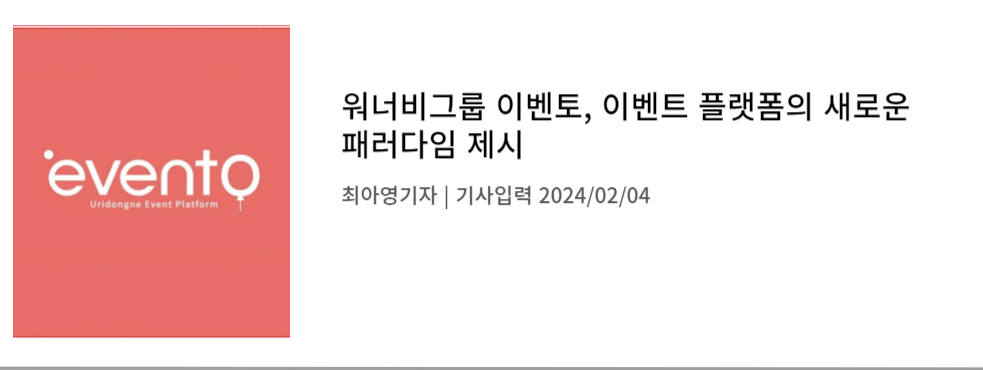 evento
Uridongne Event Platform
워너비그룹 이벤토, 이벤트 플랫폼의 새로운
패러다임 제시
최아영기자 | 기사입력 2024/02/04